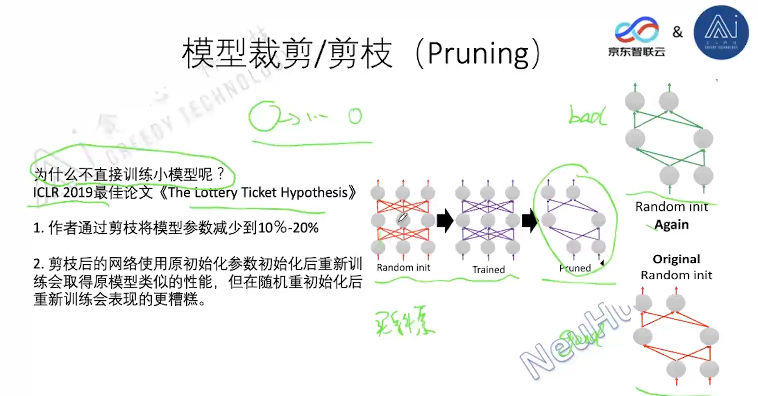 模型裁剪/剪枝（Pruning）
京东智联云
&
GREEDY TECHNOLOGY
bad
为什么不直接训练小模型呢？
ICLR 2019最佳论文《The Lottery Ticket Hypothesis》
1. 作者通过剪枝将模型参数减少到10%-20%
2. 剪枝后的网络使用原初始化参数初始化后重新训
练会取得原模型类似的性能，但在随机重初始化后
重新训练会表现的更糟糕。
Random init
Trained
Pruned
Random init
Again
Original
Random init
买彩票